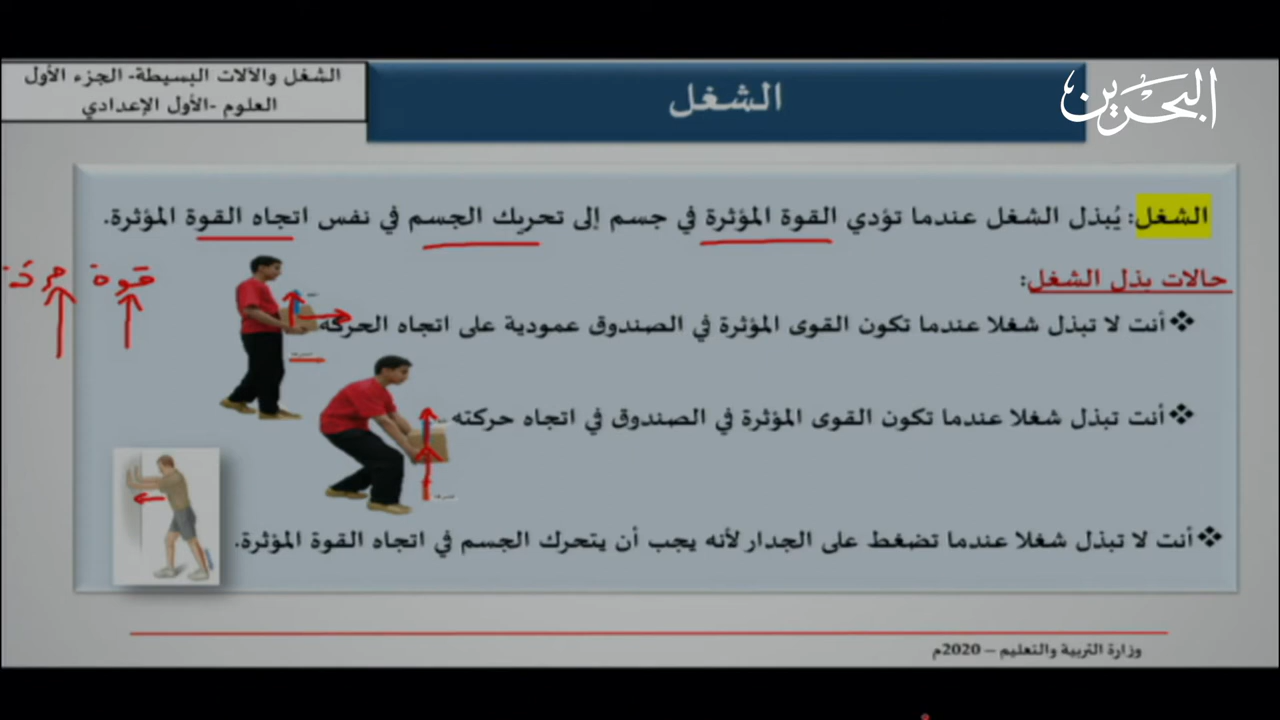 الشغل والآلات البسيطة- الجزء الأول
العلوم -الأول الإعدادي
الشغل
البحرين
الشغل: يُبذل الشغل عندما تؤدي القوة المؤثرة في جسم إلى تحريك الجسم في نفس اتجاه القوة المؤثرة.
قوة حركة
حالات بذل الشغل:
❖ أنت لا تبذل شغلا عندما تكون القوى المؤثرة في الصندوق عمودية على اتجاه الحركة
❖ أنت تبذل شغلا عندما تكون القوى المؤثرة في الصندوق في اتجاه حركته
❖ أنت لا تبذل شغلا عندما تضغط على الجدار لأنه يجب أن يتحرك الجسم في اتجاه القوة المؤثرة.
وزارة التربية والتعليم – 2020م